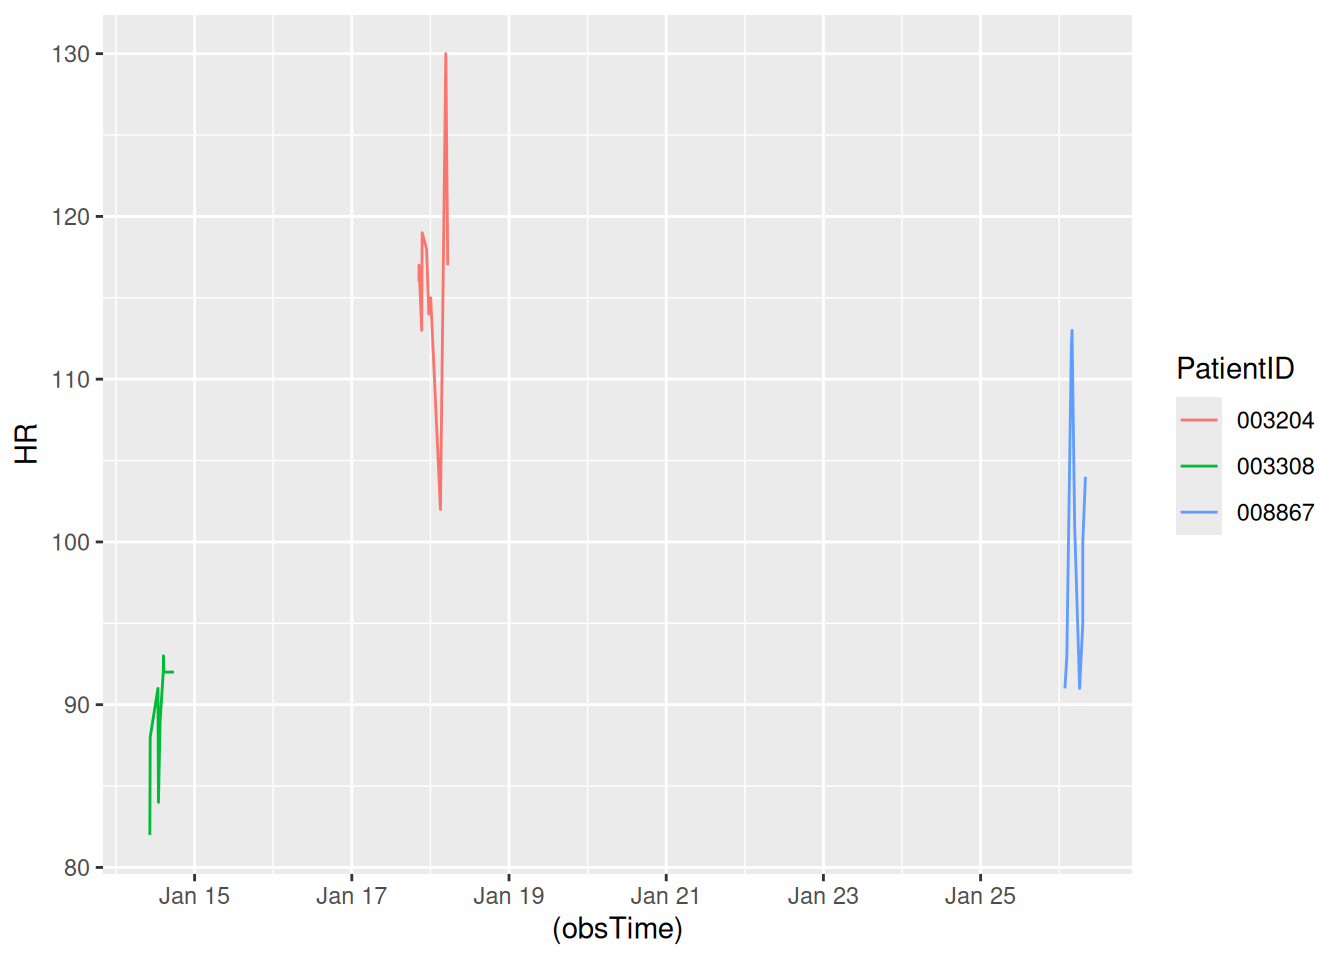 130
120
110
100
90
80
HR
Jan 15
Jan 17
Jan 19
Jan 21
Jan 23
Jan 25
(obsTime)
PatientID
003204
003308
008867